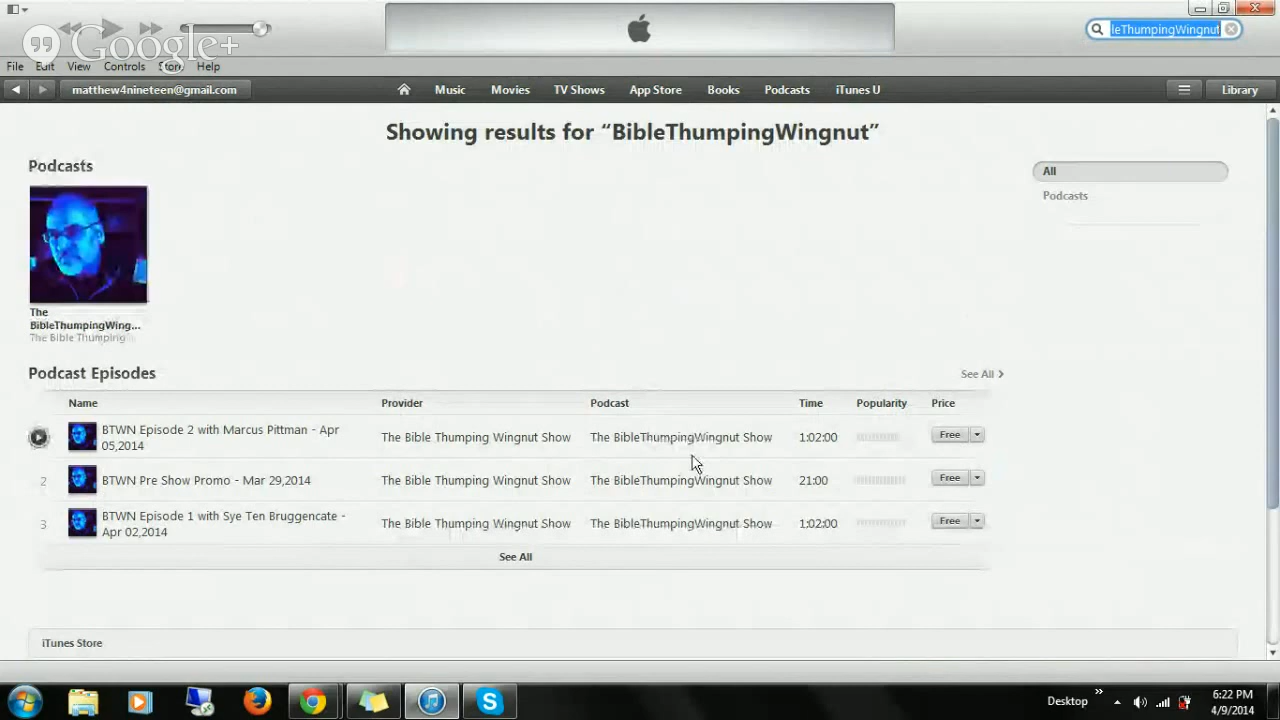 leThumpingWingnut
Google+
File Edit View Controls Store Help
matthew4nineteen@gmail.com Music Movies TV Shows App Store Books Podcasts iTunes U Library
Showing results for “BibleThumpingWingnut”
Podcasts
All
Podcasts
The
BibleThumpingWing...
The Bible Thumping
Podcast Episodes
See All >
Name Provider Podcast Time Popularity Price
BTWN Episode 2 with Marcus Pittman - Apr
05,2014
The Bible Thumping Wingnut Show The BibleThumpingWingnut Show 1:02:00 Free
2 BTWN Pre Show Promo - Mar 29,2014 The Bible Thumping Wingnut Show The BibleThumpingWingnut Show 21:00 Free
3 BTWN Episode 1 with Sye Ten Bruggencate -
Apr 02,2014
The Bible Thumping Wingnut Show The BibleThumpingWingnut Show 1:02:00 Free
See All
iTunes Store
Desktop
6:22 PM
4/9/2014